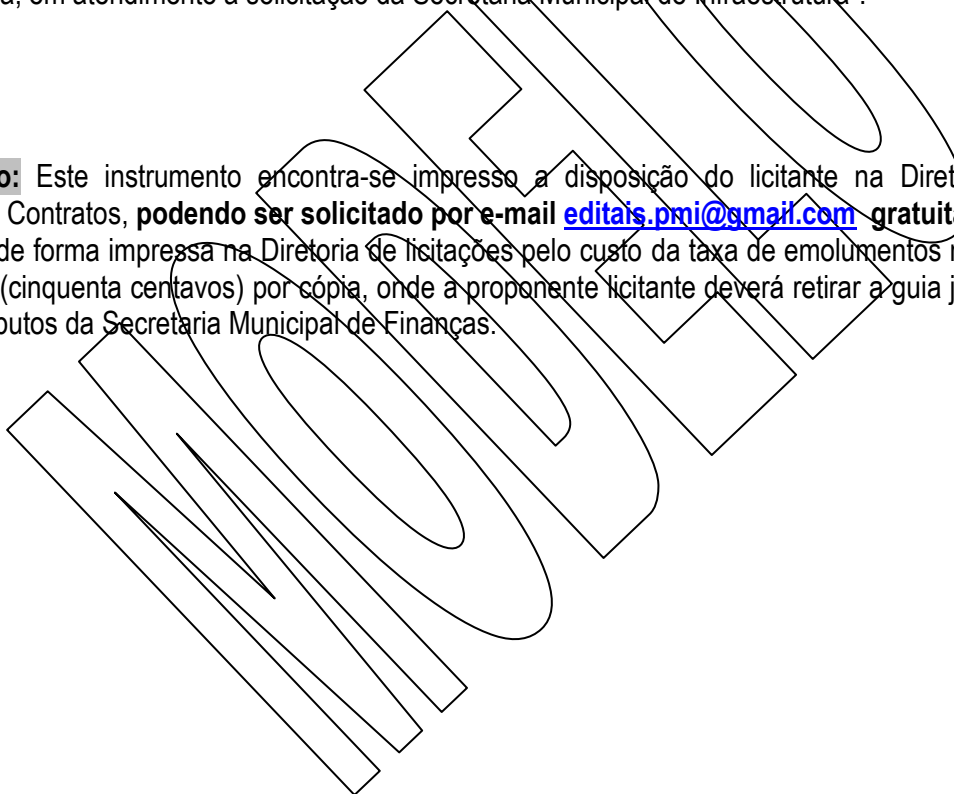 , em atendimento a solicitação da Secretaria Municipal de Infraestrutura".
o: Este instrumento encontra-se impresso a disposição do licitante na Diret
Contratos, podendo ser solicitado por e-mail editais.pmi@gmail.com gratuita
de forma impressa na Diretoria de licitações pelo custo da taxa de emolumentos
(cinquenta centavos) por cópia, onde a proponente licitante deverá retirar a guia j
butos da Secretaria Municipal de Finanças.
MODELO